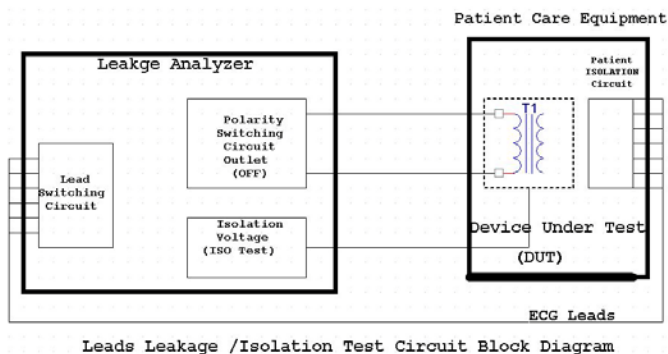 Patient Care Equipment
Leakge Analyzer
Patient
ISOLATION
Circuit
T1
Polarity
Switching
Circuit
Outlet
(OFF)
Lead
Switching
Circuit
Isolation
Voltage
(ISO Test)
Device Under Test
(DUT)
ECG Leads
Leads Leakage /Isolation Test Circuit Block Diagram